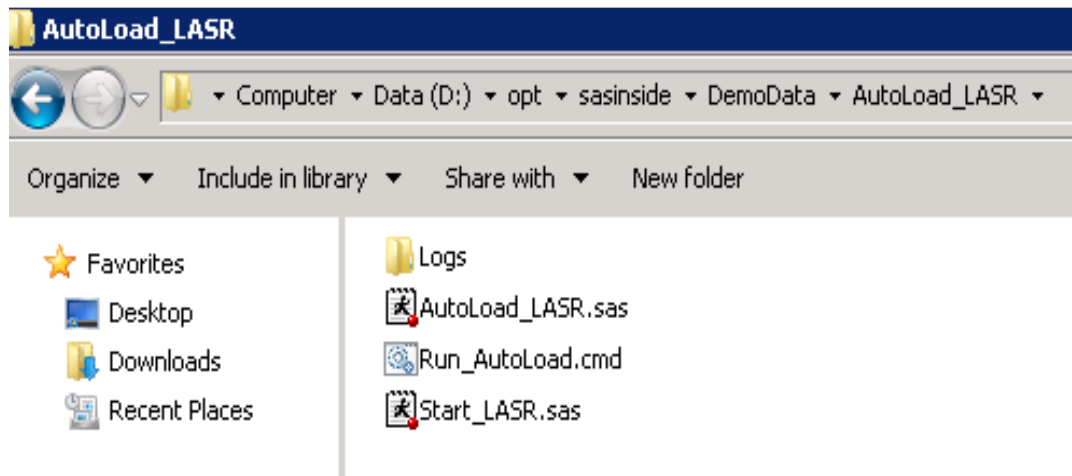 AutoLoad_LASR
Computer Data (D:) opt sasinside DemoData AutoLoad_LASR
Organize Include in library Share with New folder
Favorites
Desktop
Downloads
Recent Places
Logs
AutoLoad_LASR.sas
Run_AutoLoad.cmd
Start_LASR.sas